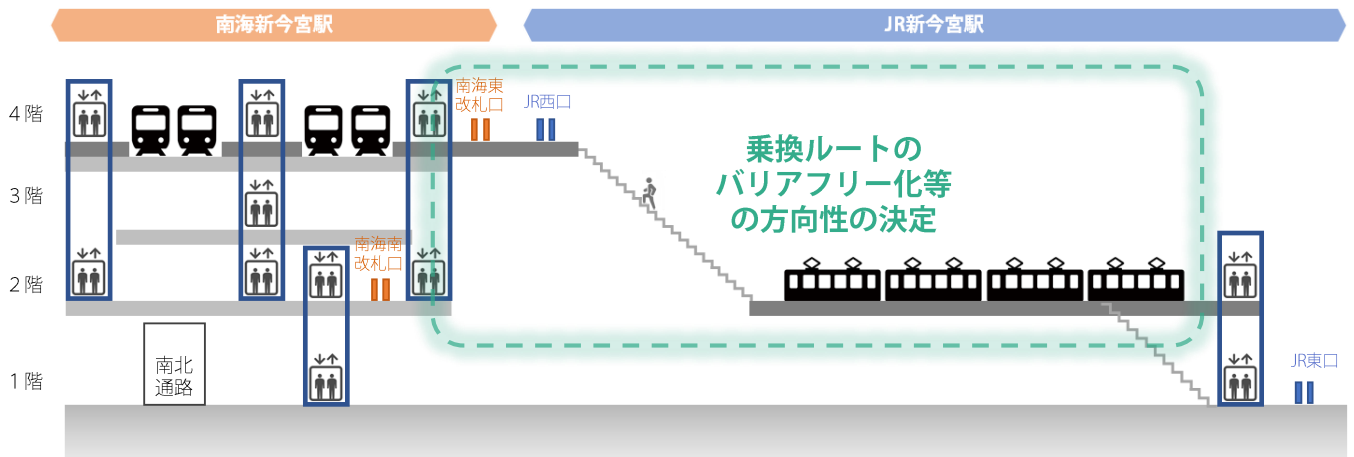 南海新今宮駅
JR新今宮駅
4階
南海東
改札口
JR西口
乗換ルートの
バリアフリー化等
の方向性の決定
3階
南海南
改札口
2階
南北
通路
1階
JR東口